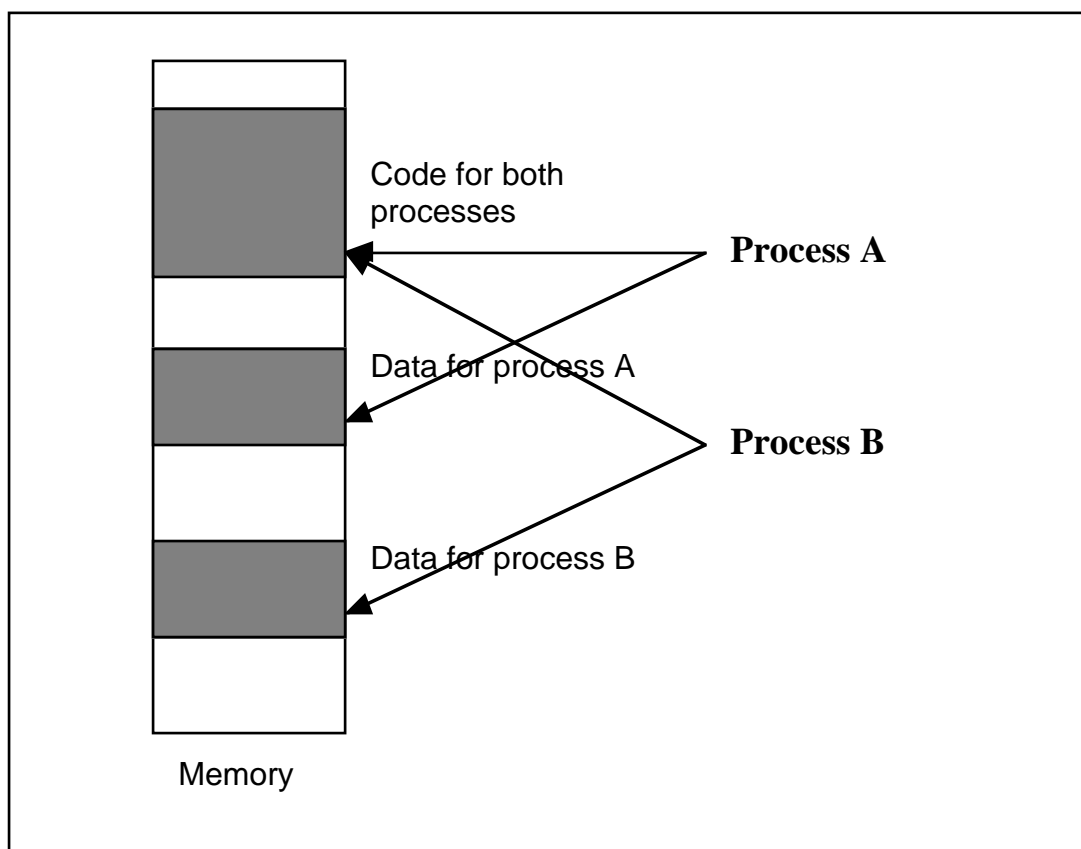 Code for both
processes
Process A
Data for process A
Process B
Data for process B
Memory